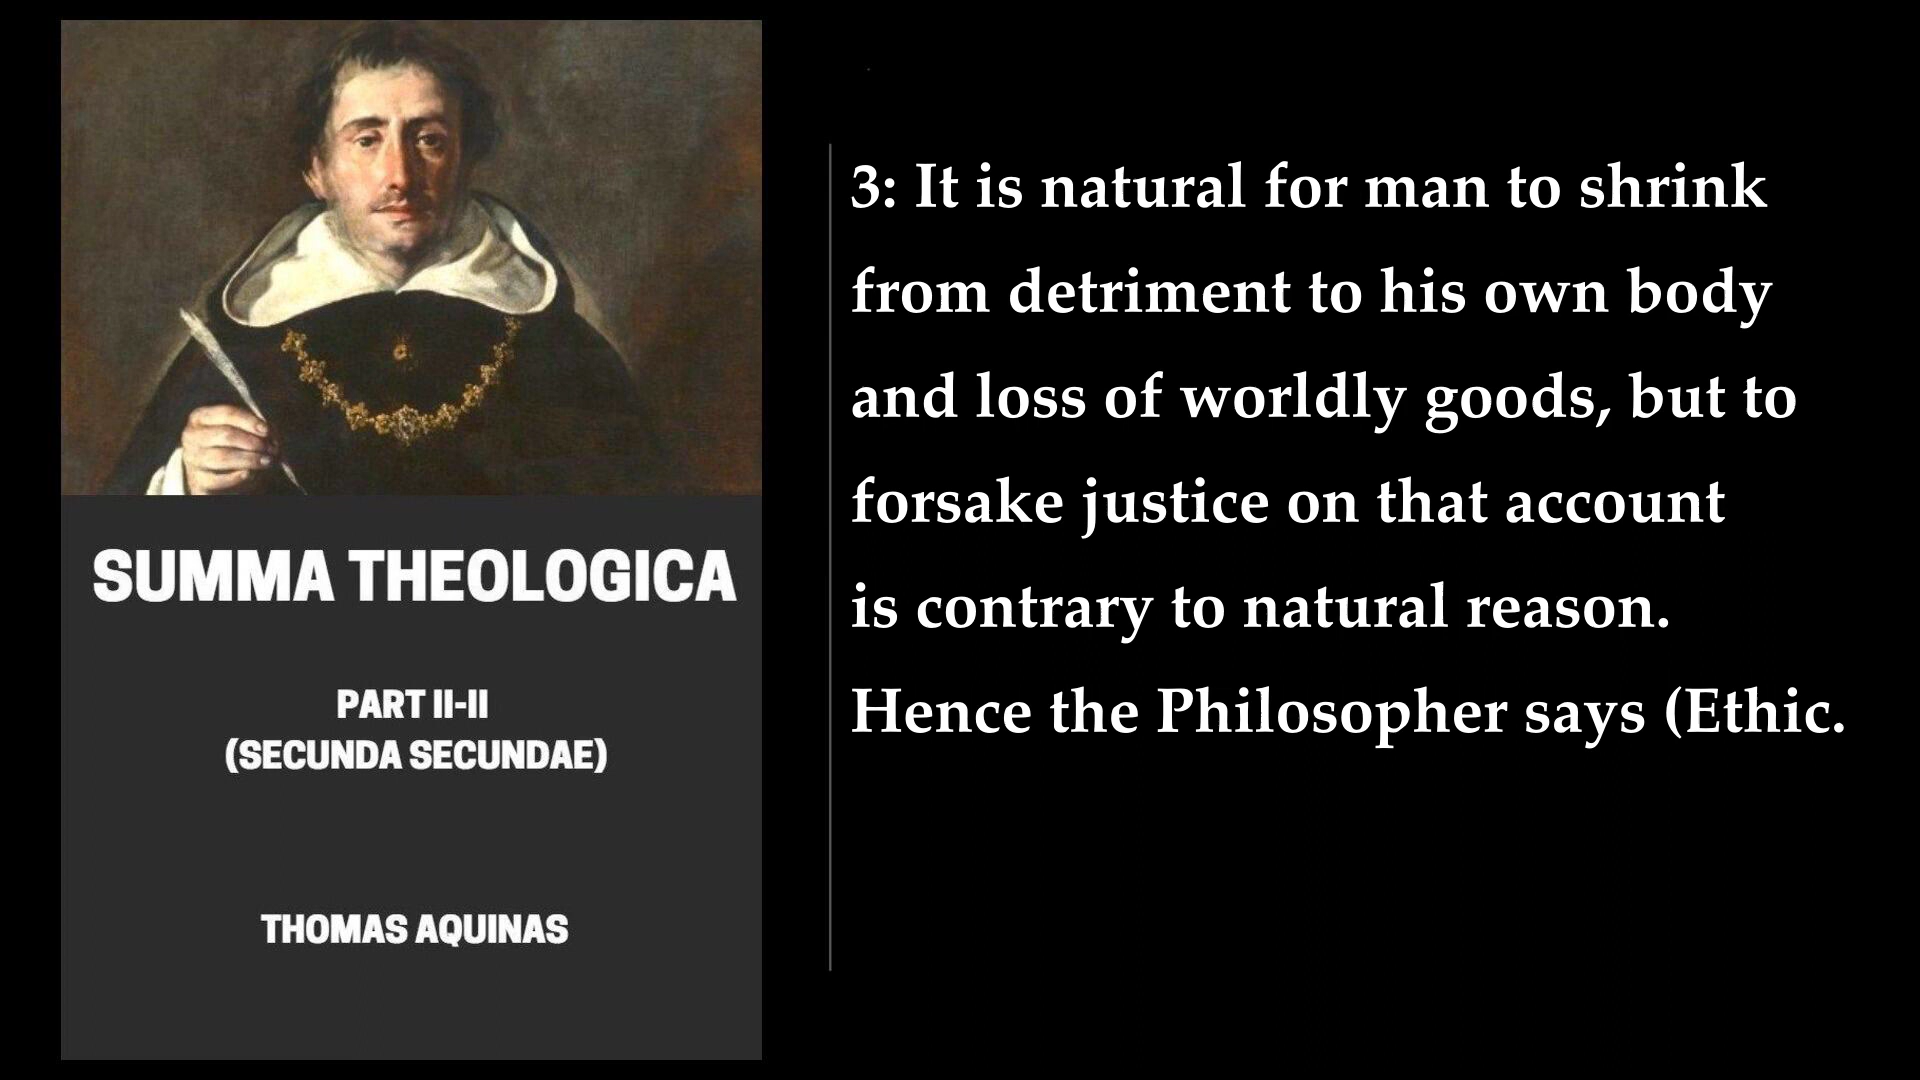 SUMMA THEOLOGICA
PART II-II
(SECUNDA SECUNDAE)
THOMAS AQUINAS
3: It is natural for man to shrink
from detriment to his own body
and loss of worldly goods, but to
forsake justice on that account
is contrary to natural reason.
Hence the Philosopher says (Ethic.